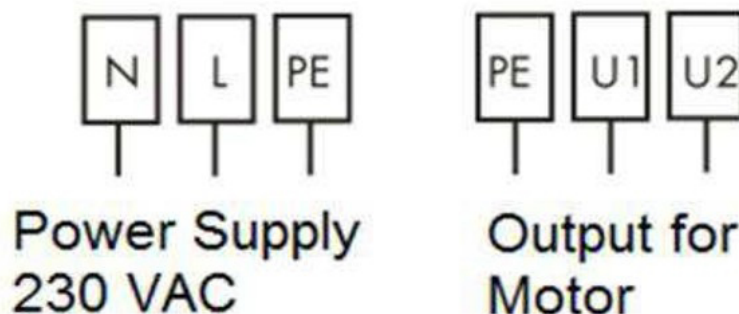 N L PE PE U1 U2
Power Supply
230 VAC
Output for
Motor